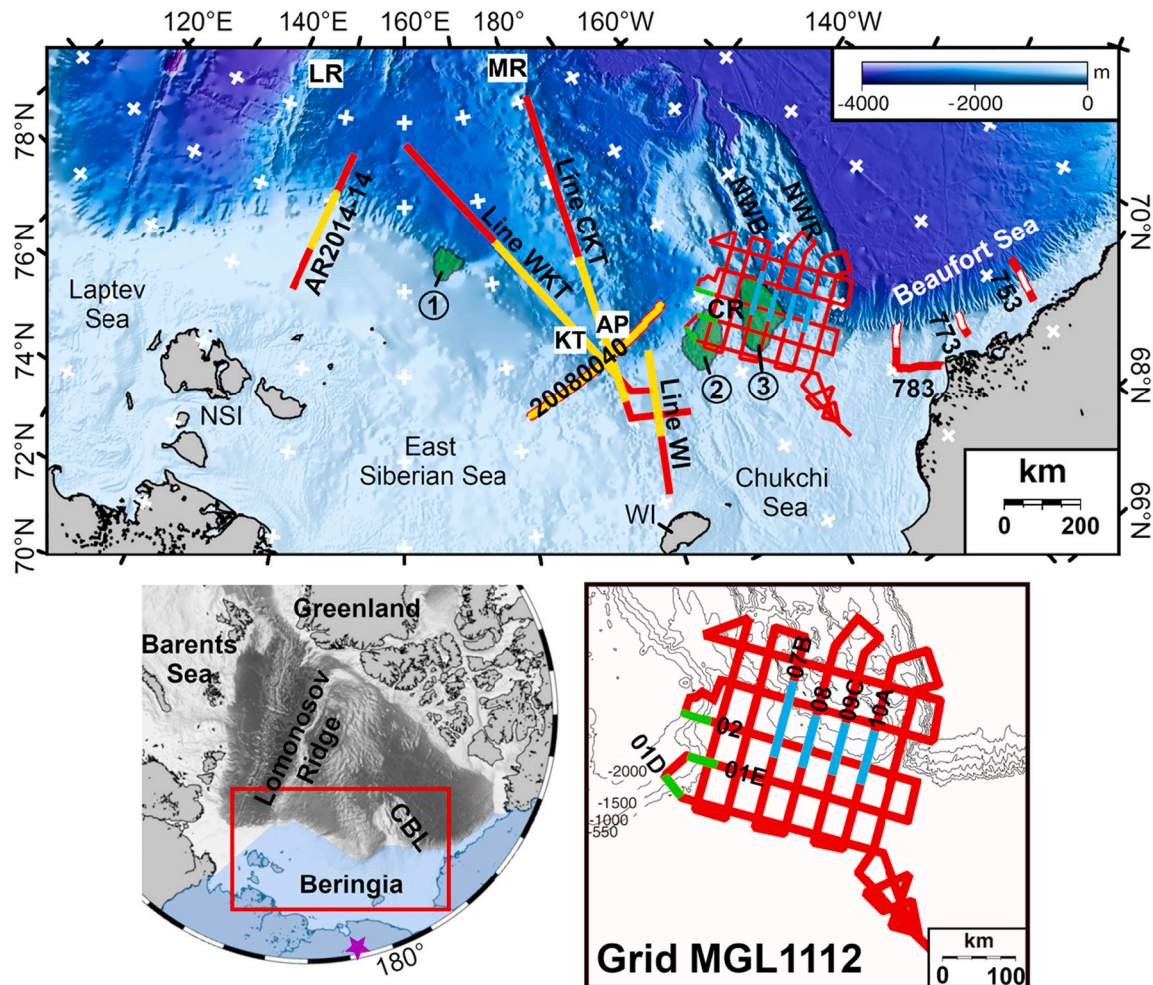 120°E 140°E 160°E 180° 160°W 140°W
LR
MR
m
-4000 -2000 0
78°N
76°N
74°N
72°N
70°N
70°N
68°N
66°N
AR2014-14
Line WKT
Line CKT
NWB
NWR
Beaufort Sea
753
773
783
Laptev
Sea
1
CR
AP
KT
20080040
2
3
Line WI
NSI
East
Siberian Sea
Chukchi
Sea
WI
km
0 200
Greenland
Barents
Sea
Lomonosov
Ridge
CBL
Beringia
180°
07B
08
09C
10A
02
01E
01D
-2000
-1500
-1000
-550
Grid MGL1112
km
0 100